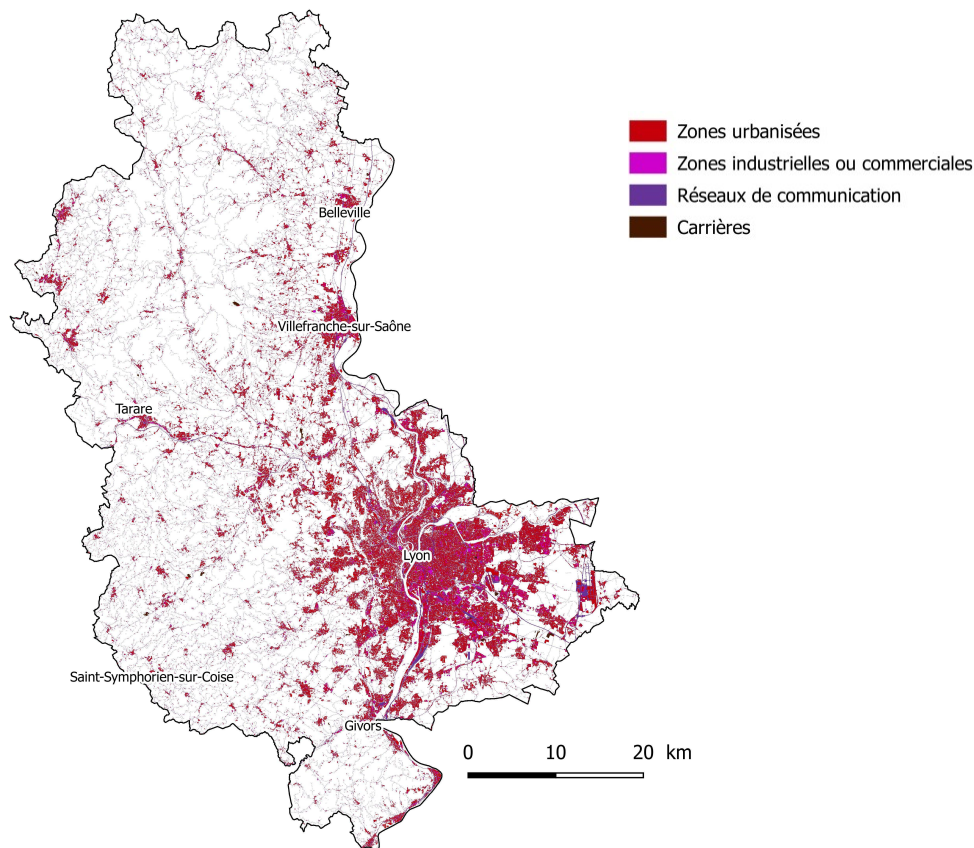 Zones urbanisées
Zones industrielles ou commerciales
Réseaux de communication
Carrières
Belleville
Villefranche-sur-Saône
Tarare
Lyon
Saint-Symphorien-sur-Coise
Givors
0 10 20 km